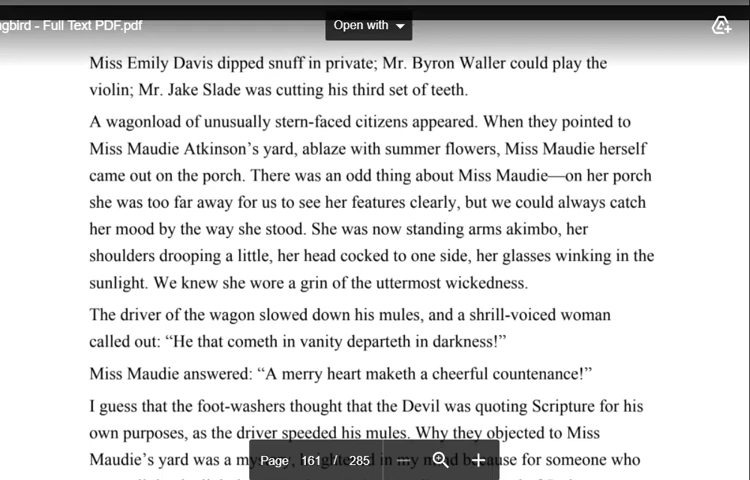 gbird - Full Text PDF.pdf
Open with
Miss Emily Davis dipped snuff in private; Mr. Byron Waller could play the
violin; Mr. Jake Slade was cutting his third set of teeth.
A wagonload of unusually stern-faced citizens appeared. When they pointed to
Miss Maudie Atkinson’s yard, ablaze with summer flowers, Miss Maudie herself
came out on the porch. There was an odd thing about Miss Maudie—on her porch
she was too far away for us to see her features clearly, but we could always catch
her mood by the way she stood. She was now standing arms akimbo, her
shoulders drooping a little, her head cocked to one side, her glasses winking in the
sunlight. We knew she wore a grin of the uttermost wickedness.
The driver of the wagon slowed down his mules, and a shrill-voiced woman
called out: “He that cometh in vanity departeth in darkness!”
Miss Maudie answered: “A merry heart maketh a cheerful countenance!”
I guess that the foot-washers thought that the Devil was quoting Scripture for his
own purposes, as the driver speeded his mules. Why they objected to Miss
Maudie’s yard was a in my because for someone who
Page 161 / 285